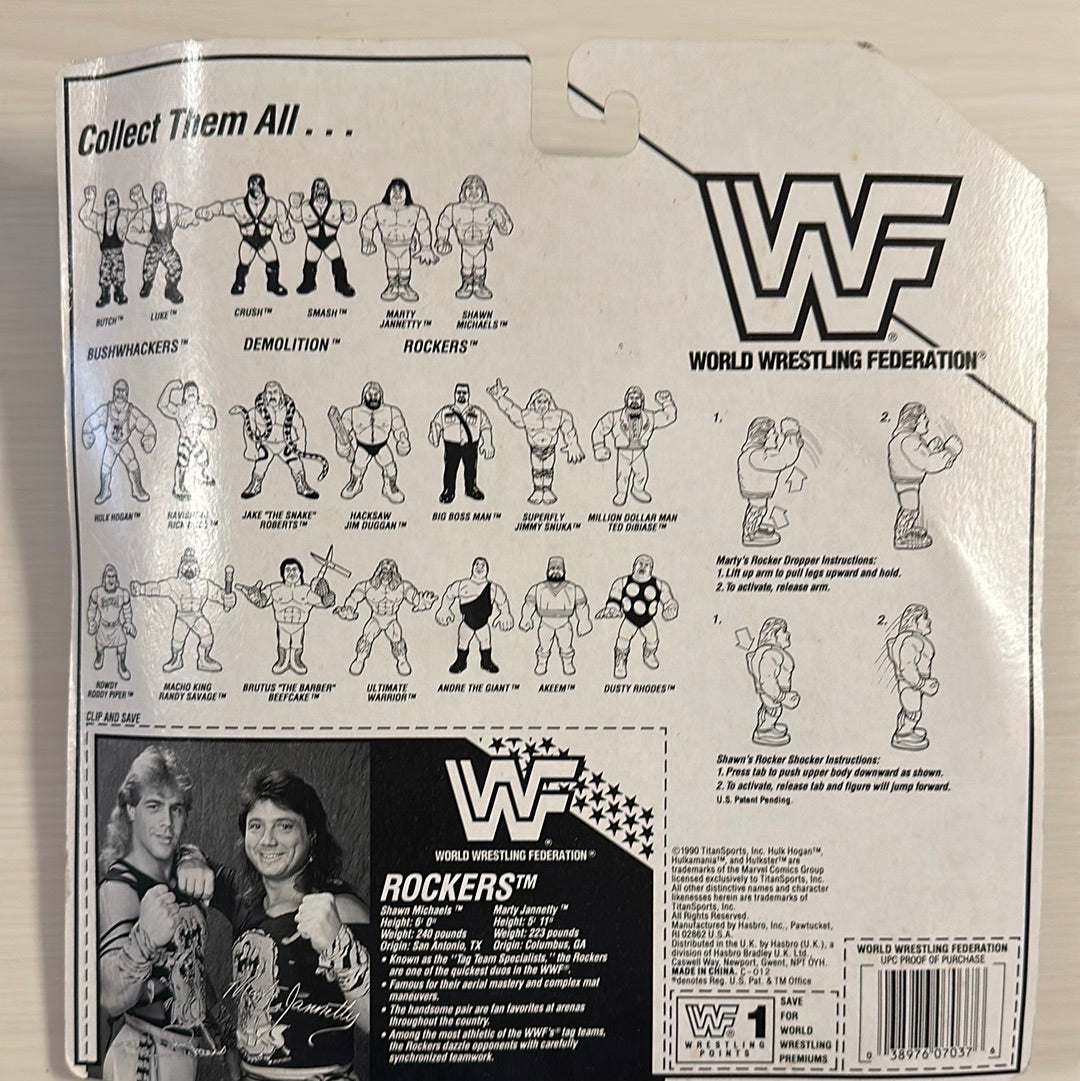 Collect Them All . . .
BUTCH™ LUKE™
BUSHWHACKERS™
CRUSH™ SMASH™
DEMOLITION™
MARTY JANNETTY™
SHAWN MICHAELS™
ROCKERS™
WF
®
WORLD WRESTLING FEDERATION®
HULK HOGAN™
RAVISHING
RICK RUDE™
JAKE "THE SNAKE"
ROBERTS™
HACKSAW
JIM DUGGAN™
BIG BOSS MAN™
SUPERFLY
JIMMY SNUKA™
MILLION DOLLAR MAN
TED DIBIASE™
ROWDY
RODDY PIPER™
MACHO KING
RANDY SAVAGE™
BRUTUS "THE BARBER"
BEEFCAKE™
ULTIMATE
WARRIOR™
ANDRE THE GIANT™
AKEEM™
DUSTY RHODES™
1.
2.
Marty's Rocker Dropper Instructions:
1. Lift up arm to pull legs upward and hold.
2. To activate, release arm.
1.
2.
Shawn's Rocker Shocker Instructions:
1. Press tab to push upper body downward as shown.
2. To activate, release tab and figure will jump forward.
U.S. Patent Pending.
CLIP AND SAVE
WF
®
WORLD WRESTLING FEDERATION®
ROCKERS™
Shawn Michaels™ Marty Jannetty™
Height: 6' 0" Height: 5' 11"
Weight: 240 pounds Weight: 223 pounds
Origin: San Antonio, TX Origin: Columbus, GA
• Known as the "Tag Team Specialists," the Rockers
are one of the quickest duos in the WWF®.
• Famous for their aerial mastery and complex mat
maneuvers.
• The handsome pair are fan favorites at arenas
throughout the country.
• Among the most athletic of the WWF's® tag teams,
the Rockers dazzle opponents with carefully
synchronized teamwork.
Marty Jannetty
©1990 TitanSports, Inc. Hulk Hogan™,
Hulkamania™, and Hulkster™ are
trademarks of the Marvel Comics Group
licensed exclusively to TitanSports, Inc.
All other distinctive names and character
likenesses herein are trademarks of
TitanSports, Inc.
All Rights Reserved.
Manufactured by Hasbro, Inc., Pawtucket,
RI 02862 U.S.A.
Distributed in the U.K. by Hasbro (U.K.), a
division of Hasbro Bradley U.K. Ltd.,
Caswell Way, Newport, Gwent, NPT 0YH.
MADE IN CHINA. C-012
®denotes Reg. U.S. Pat. & TM Office
WF® 1
WRESTLING
POINTS
SAVE
FOR
WORLD
WRESTLING
PREMIUMS
WORLD WRESTLING FEDERATION
UPC PROOF OF PURCHASE
0 38976 07037 6